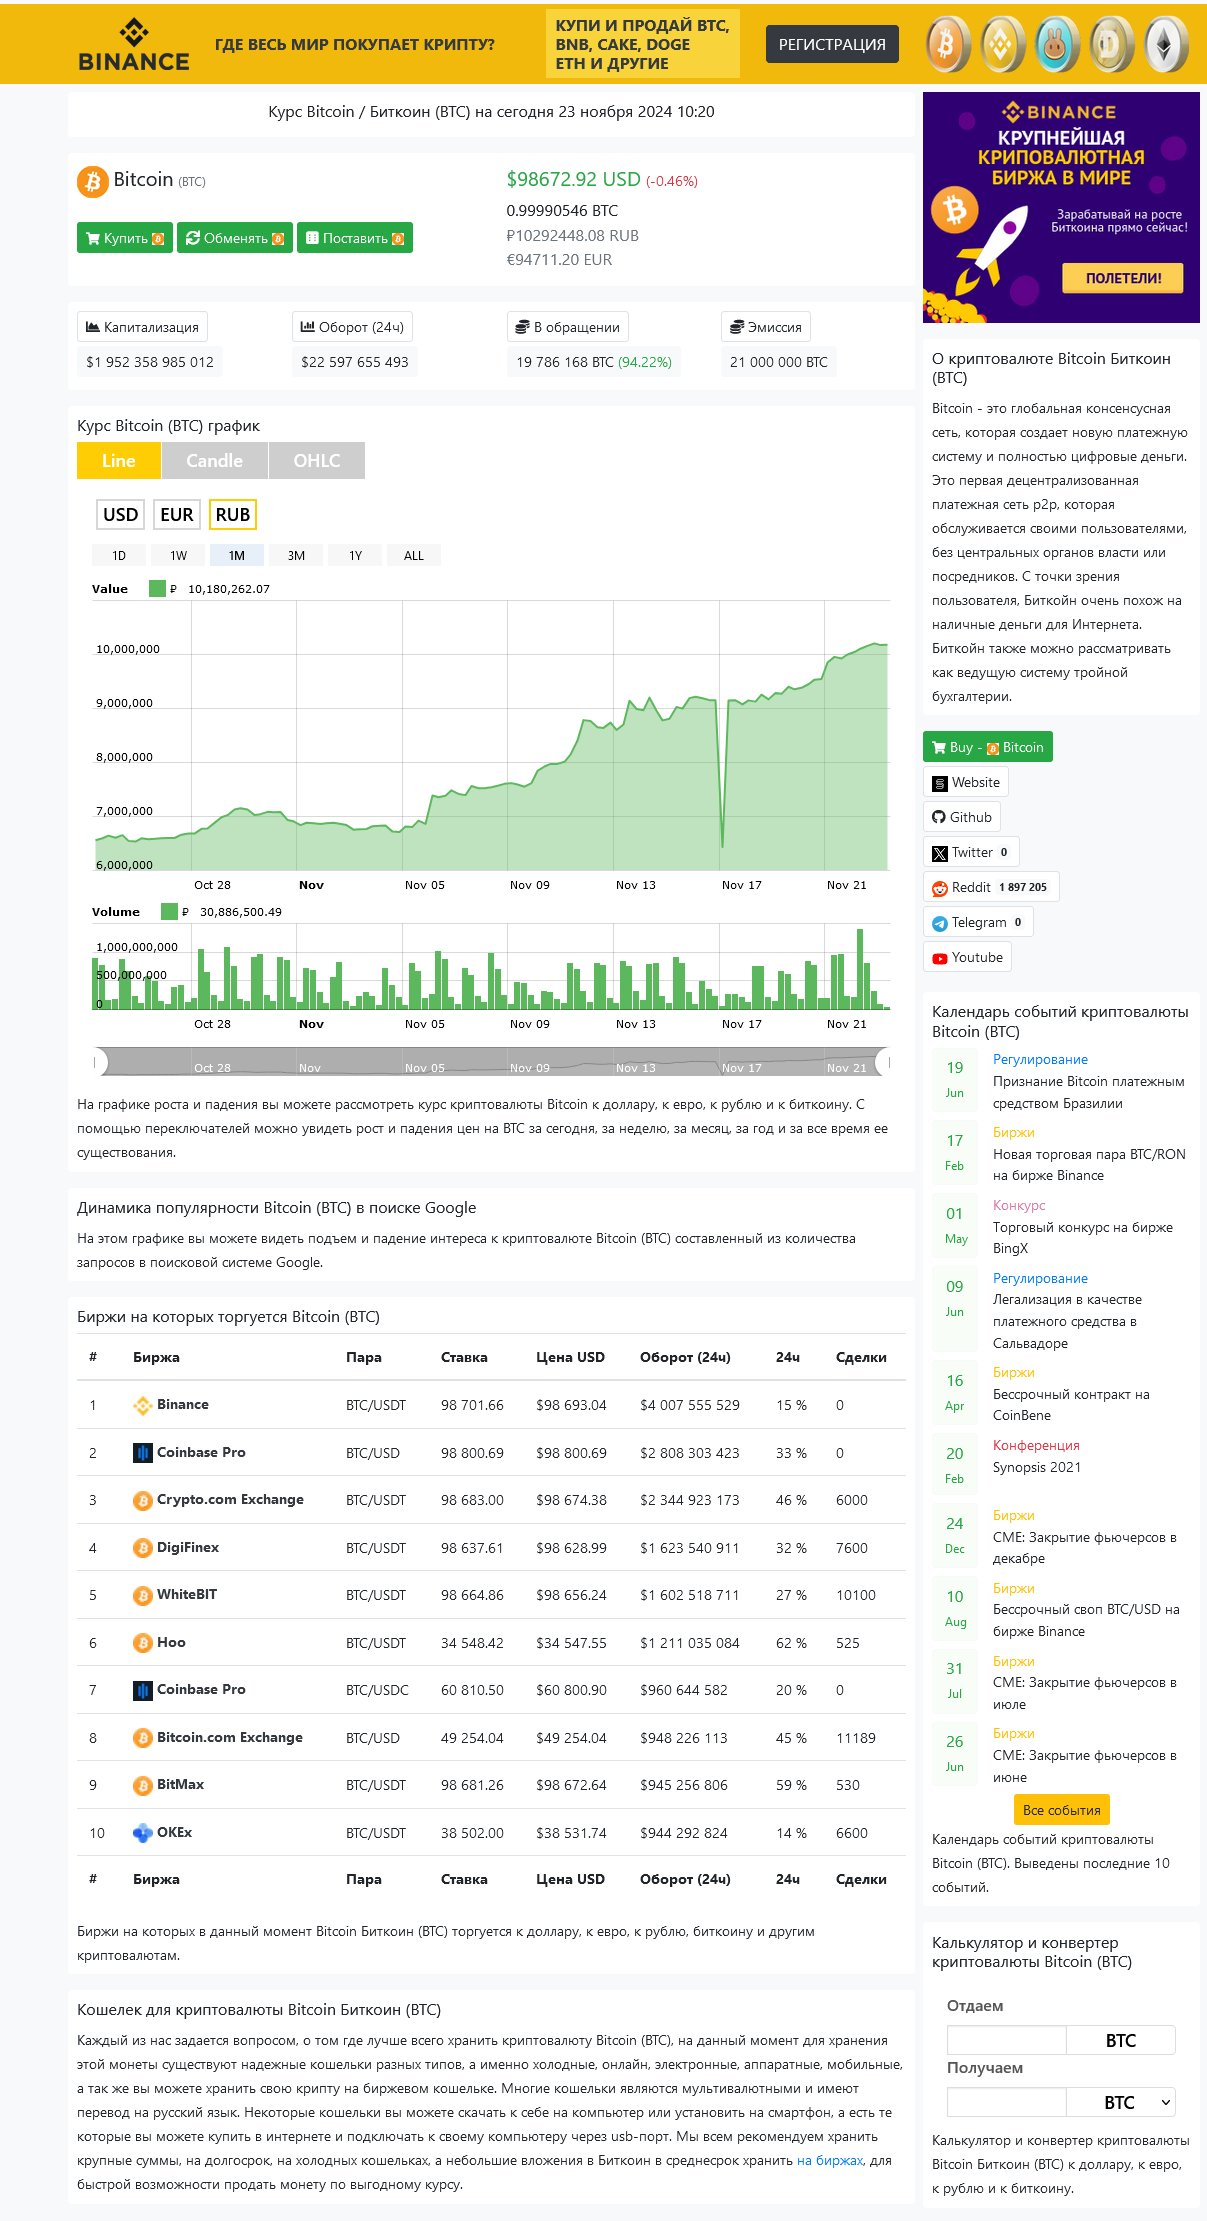 BINANCE
ГДЕ ВЕСЬ МИР ПОКУПАЕТ КРИПТУ?
КУПИ И ПРОДАЙ BTC,
BNB, CAKE, DOGE
ETH И ДРУГИЕ
РЕГИСТРАЦИЯ
Курс Bitcoin / Биткоин (BTC) на сегодня 23 ноября 2024 10:20
Bitcoin (BTC)
Купить
Обменять
Поставить
$98672.92 USD (-0.46%)
0.99990546 BTC
₽10292448.08 RUB
€94711.20 EUR
Капитализация
Оборот (24ч)
В обращении
Эмиссия
$1 952 358 985 012
$22 597 655 493
19 786 168 BTC (94.22%)
21 000 000 BTC
Курс Bitcoin (BTC) график
Line Candle OHLC
USD EUR RUB
1D 1W 1M 3M 1Y ALL
Value ₽ 10,180,262.07
10,000,000
9,000,000
8,000,000
7,000,000
6,000,000
Oct 28 Nov Nov 05 Nov 09 Nov 13 Nov 17 Nov 21
Volume ₽ 30,886,500.49
1,000,000,000
500,000,000
0
Oct 28 Nov Nov 05 Nov 09 Nov 13 Nov 17 Nov 21
Oct 28 Nov Nov 05 Nov 09 Nov 13 Nov 17 Nov 21
На графике роста и падения вы можете рассмотреть курс криптовалюты Bitcoin к доллару, к евро, к рублю и к биткоину. С
помощью переключателей можно увидеть рост и падения цен на BTC за сегодня, за неделю, за месяц, за год и за все время ее
существования.
Динамика популярности Bitcoin (BTC) в поиске Google
На этом графике вы можете видеть подъем и падение интереса к криптовалюте Bitcoin (BTC) составленный из количества
запросов в поисковой системе Google.
Биржи на которых торгуется Bitcoin (BTC)
# Биржа Пара Ставка Цена USD Оборот (24ч) 24ч Сделки
1 Binance BTC/USDT 98 701.66 $98 693.04 $4 007 555 529 15 % 0
2 Coinbase Pro BTC/USD 98 800.69 $98 800.69 $2 808 303 423 33 % 0
3 Crypto.com Exchange BTC/USDT 98 683.00 $98 674.38 $2 344 923 173 46 % 6000
4 DigiFinex BTC/USDT 98 637.61 $98 628.99 $1 623 540 911 32 % 7600
5 WhiteBIT BTC/USDT 98 664.86 $98 656.24 $1 602 518 711 27 % 10100
6 Hoo BTC/USDT 34 548.42 $34 547.55 $1 211 035 084 62 % 525
7 Coinbase Pro BTC/USDC 60 810.50 $60 800.90 $960 644 582 20 % 0
8 Bitcoin.com Exchange BTC/USD 49 254.04 $49 254.04 $948 226 113 45 % 11189
9 BitMax BTC/USDT 98 681.26 $98 672.64 $945 256 806 59 % 530
10 OKEx BTC/USDT 38 502.00 $38 531.74 $944 292 824 14 % 6600
# Биржа Пара Ставка Цена USD Оборот (24ч) 24ч Сделки
Биржи на которых в данный момент Bitcoin Биткоин (BTC) торгуется к доллару, к евро, к рублю, биткоину и другим
криптовалютам.
Кошелек для криптовалюты Bitcoin Биткоин (BTC)
Каждый из нас задается вопросом, о том где лучше всего хранить криптовалюту Bitcoin (BTC), на данный момент для хранения
этой монеты существуют надежные кошельки разных типов, а именно холодные, онлайн, электронные, аппаратные, мобильные,
а так же вы можете хранить свою крипту на биржевом кошельке. Многие кошельки являются мультивалютными и имеют
перевод на русский язык. Некоторые кошельки вы можете скачать к себе на компьютер или установить на смартфон, а есть те
которые вы можете купить в интернете и подключать к своему компьютеру через usb-порт. Мы всем рекомендуем хранить
крупные суммы, на долгосрок, на холодных кошельках, а небольшие вложения в Биткоин в среднесрок хранить на биржах, для
быстрой возможности продать монету по выгодному курсу.
BINANCE
КРУПНЕЙШАЯ
КРИПОВАЛЮТНАЯ
БИРЖА В МИРЕ
Зарабатывай на росте
Биткоина прямо сейчас!
ПОЛЕТЕЛИ!
О криптовалюте Bitcoin Биткоин
(BTC)
Bitcoin - это глобальная консенсусная
сеть, которая создает новую платежную
систему и полностью цифровые деньги.
Это первая децентрализованная
платежная сеть p2p, которая
обслуживается своими пользователями,
без центральных органов власти или
посредников. С точки зрения
пользователя, Биткойн очень похож на
наличные деньги для Интернета.
Биткойн также можно рассматривать
как ведущую систему тройной
бухгалтерии.
Buy - Bitcoin
Website
Github
Twitter 0
Reddit 1 897 205
Telegram 0
Youtube
Календарь событий криптовалюты
Bitcoin (BTC)
19 Jun
Регулирование
Признание Bitcoin платежным
средством Бразилии
17 Feb
Биржи
Новая торговая пара BTC/RON
на бирже Binance
01 May
Конкурс
Торговый конкурс на бирже
BingX
09 Jun
Регулирование
Легализация в качестве
платежного средства в
Сальвадоре
16 Apr
Биржи
Бессрочный контракт на
CoinBene
20 Feb
Конференция
Synopsis 2021
24 Dec
Биржи
CME: Закрытие фьючерсов в
декабре
10 Aug
Биржи
Бессрочный своп BTC/USD на
бирже Binance
31 Jul
Биржи
CME: Закрытие фьючерсов в
июле
26 Jun
Биржи
CME: Закрытие фьючерсов в
июне
Все события
Календарь событий криптовалюты
Bitcoin (BTC). Выведены последние 10
событий.
Калькулятор и конвертер
криптовалюты Bitcoin (BTC)
Отдаем
BTC
Получаем
BTC
Калькулятор и конвертер криптовалюты
Bitcoin Биткоин (BTC) к доллару, к евро,
к рублю и к биткоину.